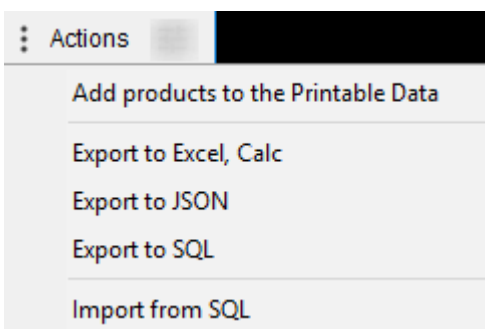 Actions
Add products to the Printable Data
Export to Excel, Calc
Export to JSON
Export to SQL
Import from SQL